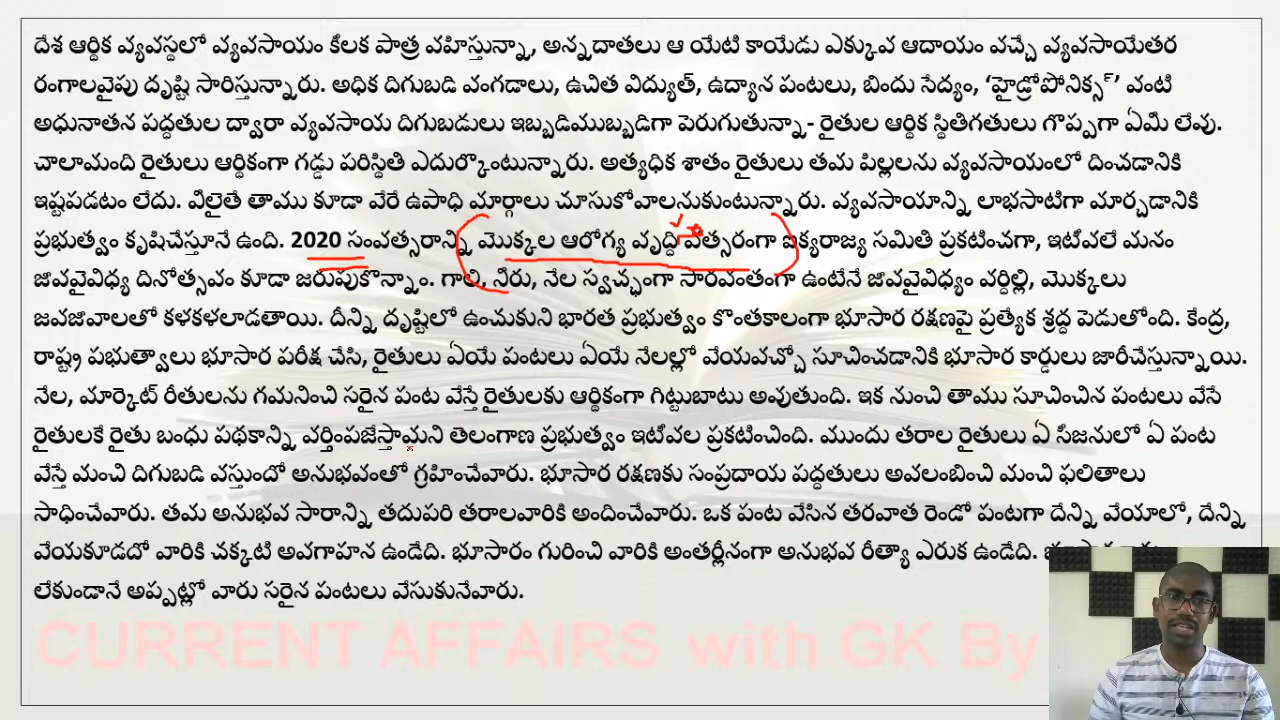 దేశ ఆర్థిక వ్యవస్థలో వ్యవసాయం కీలక పాత్ర వహిస్తున్నా, అన్నదాతలు ఆ యేటి కాయేడు ఎక్కువ ఆదాయం వచ్చే వ్యవసాయేతర
రంగాలవైపు దృష్టి సారిస్తున్నారు. అధిక దిగుబడి వంగడాలు, ఉచిత విద్యుత్, ఉద్యాన పంటలు, బిందు సేద్యం, ‘హైడ్రోపోనిక్స్’ వంటి
అధునాతన పద్ధతుల ద్వారా వ్యవసాయ దిగుబడులు ఇబ్బడిముబ్బడిగా పెరుగుతున్నా- రైతుల ఆర్థిక స్థితిగతులు గొప్పగా ఏమీ లేవు.
చాలామంది రైతులు ఆర్థికంగా గడ్డు పరిస్థితి ఎదుర్కొంటున్నారు. అత్యధిక శాతం రైతులు తమ పిల్లలను వ్యవసాయంలో దించడానికి
ఇష్టపడటం లేదు. వీలైతే తాము కూడా వేరే ఉపాధి మార్గాలు చూసుకోవాలనుకుంటున్నారు. వ్యవసాయాన్ని లాభసాటిగా మార్చడానికి
ప్రభుత్వం కృషిచేస్తూనే ఉంది. 2020 సంవత్సరాన్ని మొక్కల ఆరోగ్య వృద్ధి వత్సరంగా ఐక్యరాజ్య సమితి ప్రకటించగా, ఇటీవలే మనం
జీవవైవిధ్య దినోత్సవం కూడా జరుపుకొన్నాం. గాలి, నీరు, నేల స్వచ్ఛంగా సారవంతంగా ఉంటేనే జీవవైవిధ్యం వర్ధిల్లి, మొక్కలు
జవజీవాలతో కళకళలాడతాయి. దీన్ని దృష్టిలో ఉంచుకుని భారత ప్రభుత్వం కొంతకాలంగా భూసార రక్షణపై ప్రత్యేక శ్రద్ధ పెడుతోంది. కేంద్ర,
రాష్ట్ర పభుత్వాలు భూసార పరీక్ష చేసి, రైతులు ఏయే పంటలు ఏయే నేలల్లో వేయవచ్చో సూచించడానికి భూసార కార్డులు జారీచేస్తున్నాయి.
నేల, మార్కెట్ రీతులను గమనించి సరైన పంట వేస్తే రైతులకు ఆర్థికంగా గిట్టుబాటు అవుతుంది. ఇక నుంచి తాము సూచించిన పంటలు వేసే
రైతులకే రైతు బంధు పథకాన్ని వర్తింపజేస్తామని తెలంగాణ ప్రభుత్వం ఇటీవల ప్రకటించింది. ముందు తరాల రైతులు ఏ సీజనులో ఏ పంట
వేస్తే మంచి దిగుబడి వస్తుందో అనుభవంతో గ్రహించేవారు. భూసార రక్షణకు సంప్రదాయ పద్ధతులు అవలంబించి మంచి ఫలితాలు
సాధించేవారు. తమ అనుభవ సారాన్ని తదుపరి తరాలవారికి అందించేవారు. ఒక పంట వేసిన తరవాత రెండో పంటగా దేన్ని వేయాలో, దేన్ని
వేయకూడదో వారికి చక్కటి అవగాహన ఉండేది. భూసారం గురించి వారికి అంతర్లీనంగా అనుభవ రీత్యా ఎరుక ఉండేది.
లేకుండానే అప్పట్లో వారు సరైన పంటలు వేసుకునేవారు.
CURRENT AFFAIRS with GK By